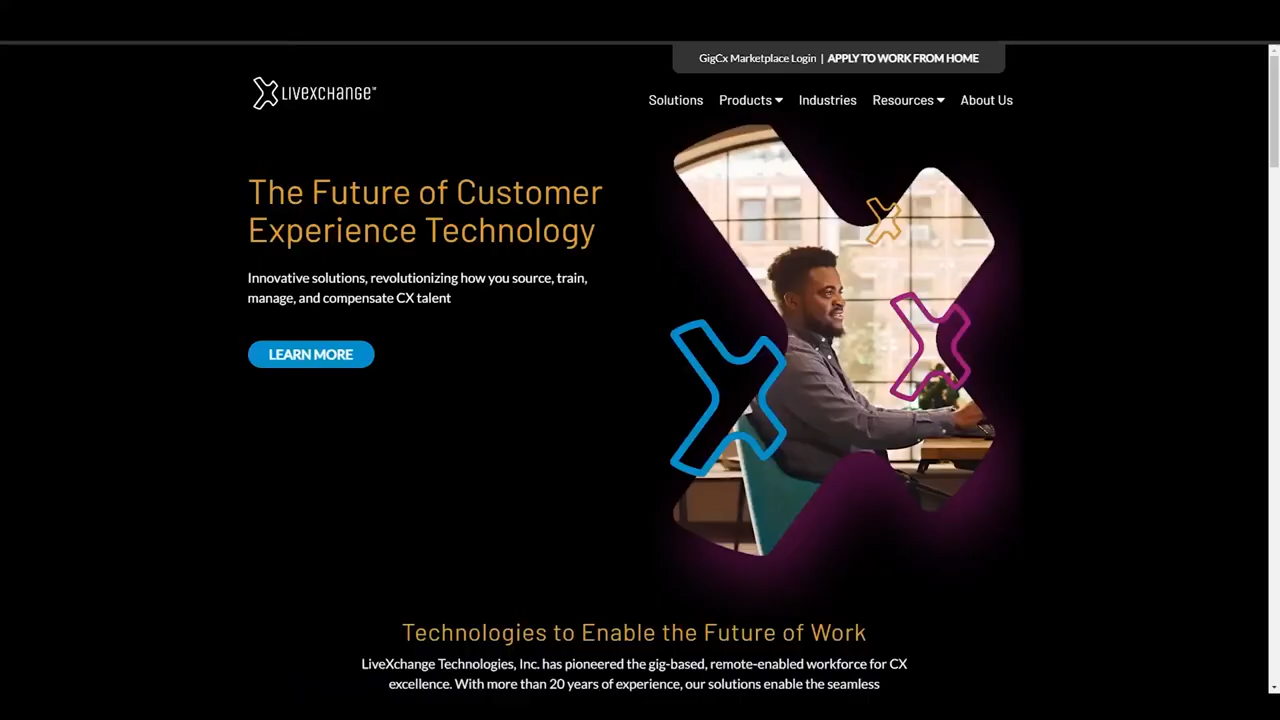 GigCx Marketplace Login | APPLY TO WORK FROM HOME
LIVEXCHANGE™
Solutions Products Industries Resources About Us
The Future of Customer
Experience Technology
Innovative solutions, revolutionizing how you source, train,
manage, and compensate CX talent
LEARN MORE
Technologies to Enable the Future of Work
LiveXchange Technologies, Inc. has pioneered the gig-based, remote-enabled workforce for CX
excellence. With more than 20 years of experience, our solutions enable the seamless